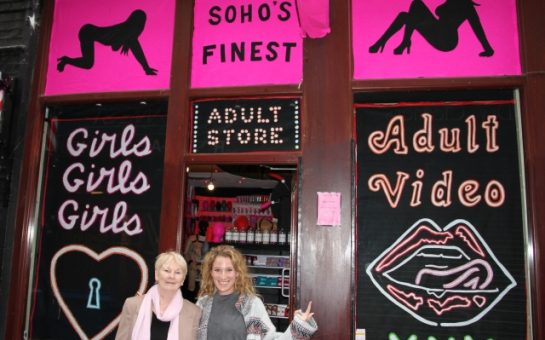 SOHO'S
FINEST
ADULT
STORE
Girls
Girls
Girls
Adult
Video